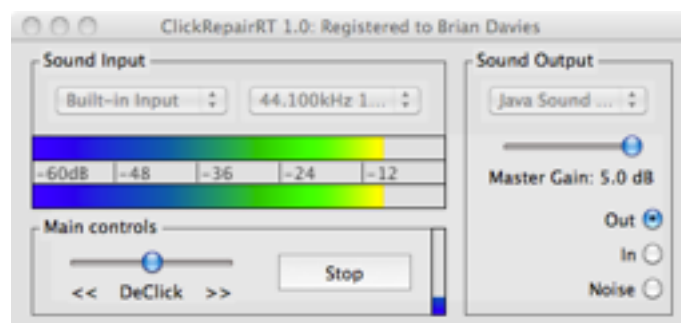 ClickRepairRT 1.0: Registered to Brian Davies
Sound Input
Built-in Input
44.100kHz 1...
-60dB -48 -36 -24 -12
Main controls
<< DeClick >>
Stop
Sound Output
Java Sound ...
Master Gain: 5.0 dB
Out
In
Noise